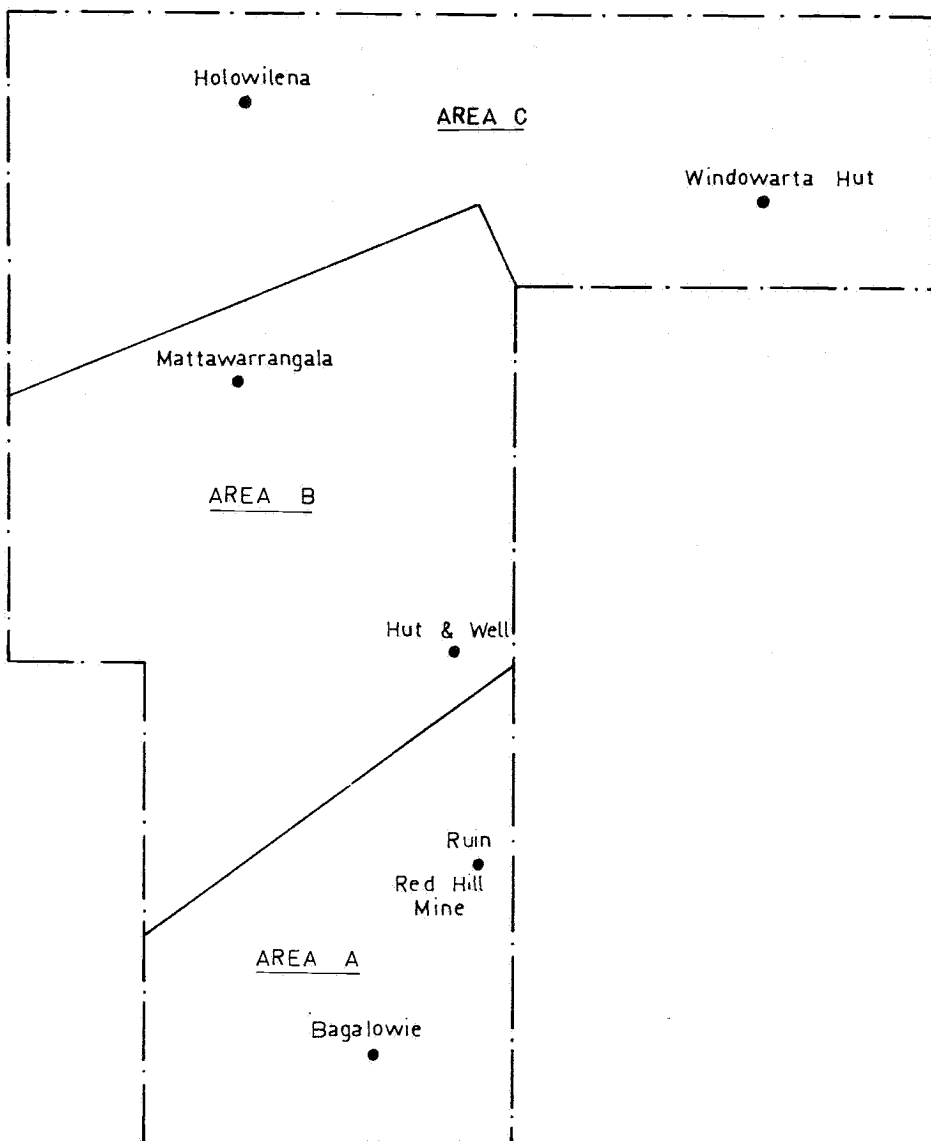 Holowilena
AREA C
Windowarta Hut
Mattawarrangala
AREA B
Hut & Well
Ruin
Red Hill
Mine
AREA A
Bagalowie